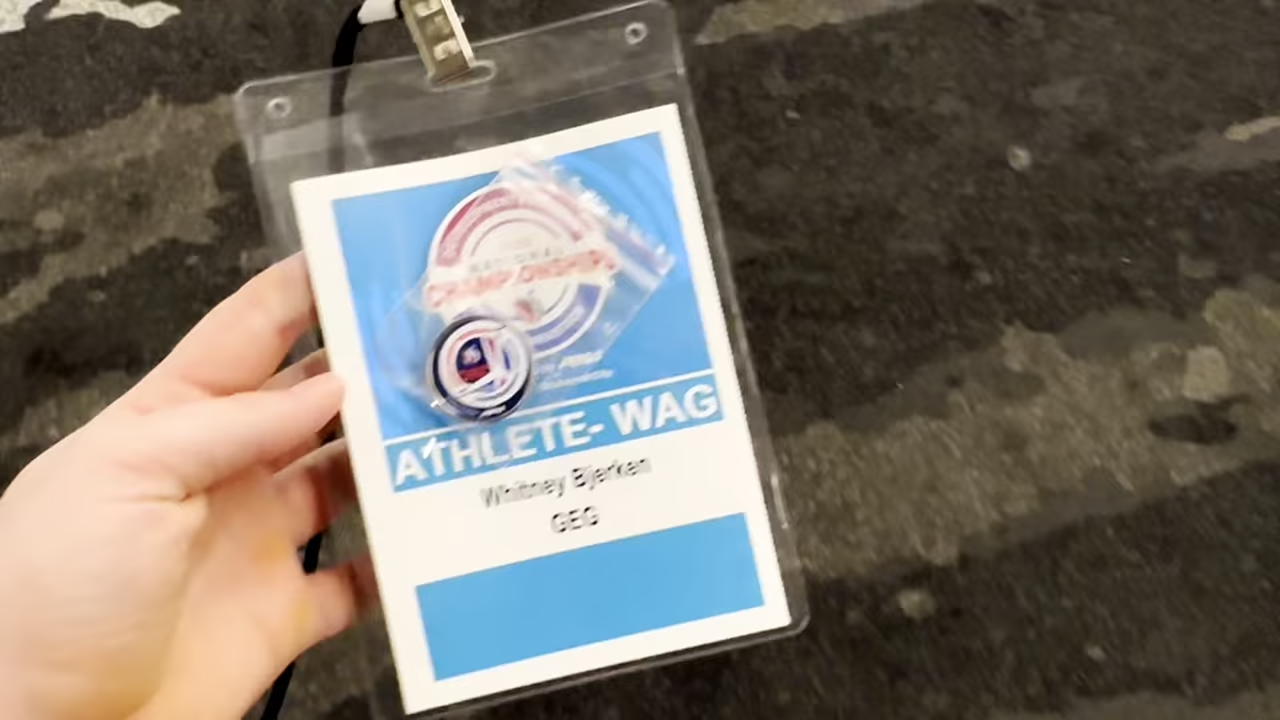 NATIONAL
CHAMPIONSHIPS
ATHLETE- WAG
Whitney Bjerken
GEG